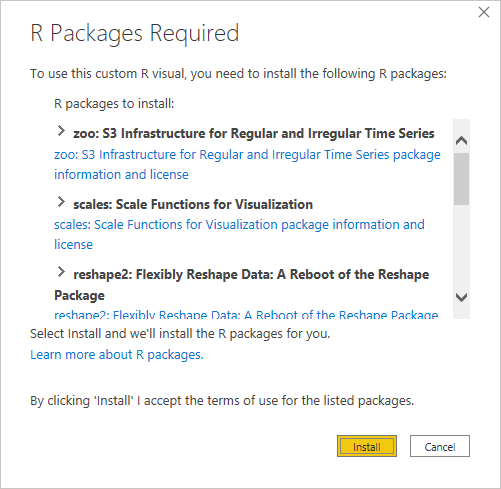 R Packages Required
To use this custom R visual, you need to install the following R packages:
R packages to install:
zoo: S3 Infrastructure for Regular and Irregular Time Series
zoo: S3 Infrastructure for Regular and Irregular Time Series package
information and license
scales: Scale Functions for Visualization
scales: Scale Functions for Visualization package information and
license
reshape2: Flexibly Reshape Data: A Reboot of the Reshape
Package
reshape2: Flexibly Reshape Data: A Reboot of the Reshape Package
Select Install and we'll install the R packages for you.
Learn more about R packages.
By clicking 'Install' I accept the terms of use for the listed packages.
Install
Cancel